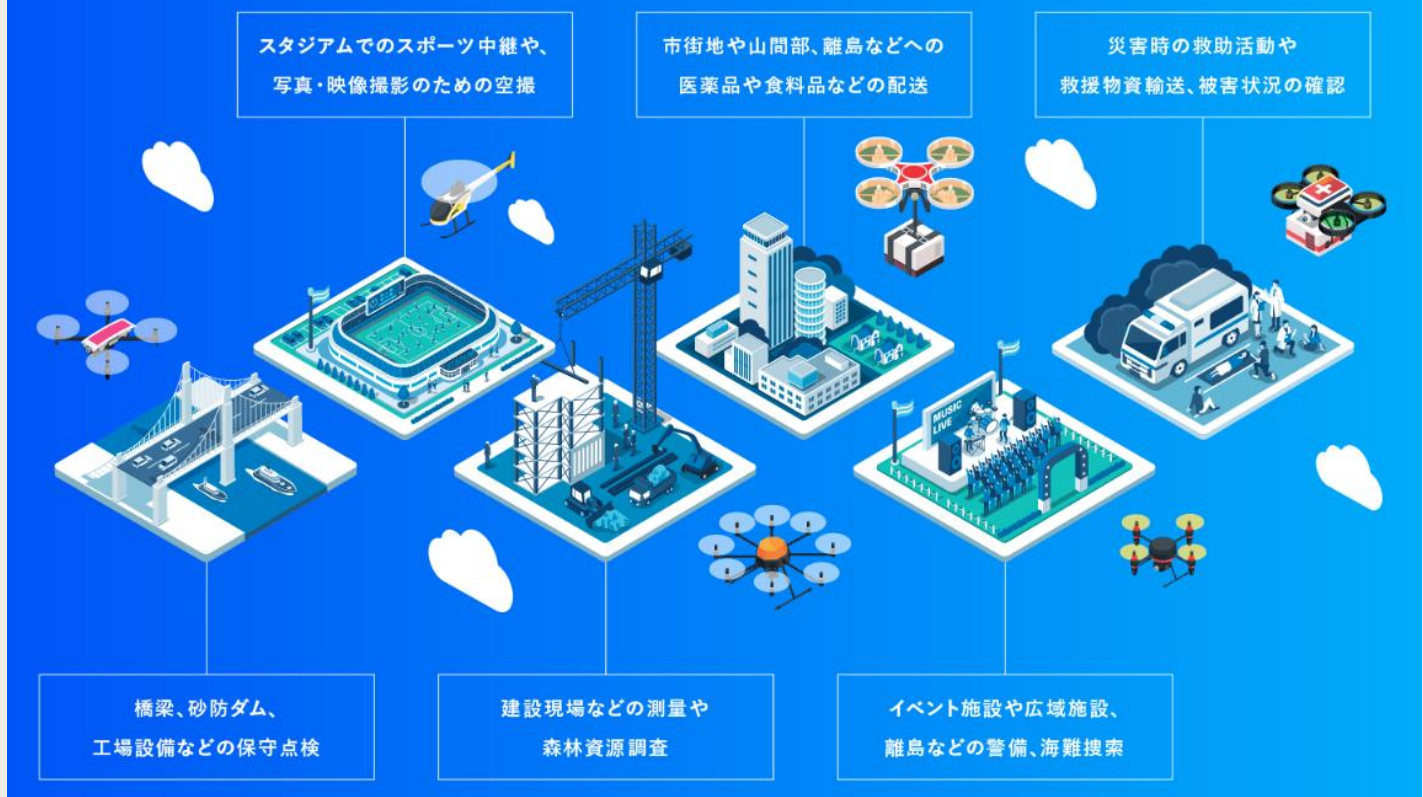 スタジアムでのスポーツ中継や、
写真・映像撮影のための空撮
市街地や山間部、離島などへの
医薬品や食料品などの配送
災害時の救助活動や
救援物資輸送、被害状況の確認
MUSIC
LIVE
橋梁、砂防ダム、
工場設備などの保守点検
建設現場などの測量や
森林資源調査
イベント施設や広域施設、
離島などの警備、海難捜索